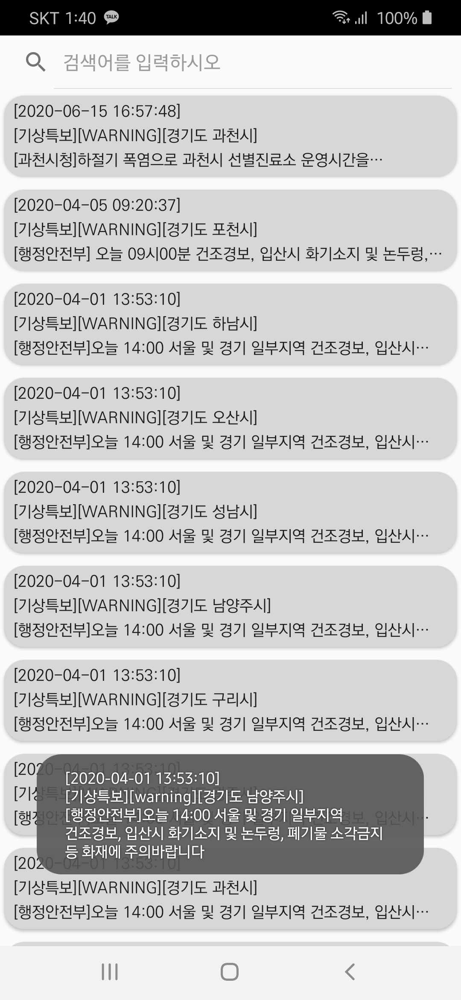 SKT 1:40 TALK 100%
검색어를 입력하시오
[2020-06-15 16:57:48]
[기상특보][WARNING][경기도 과천시]
[과천시청]하절기 폭염으로 과천시 선별진료소 운영시간을…
[2020-04-05 09:20:37]
[기상특보][WARNING][경기도 포천시]
[행정안전부] 오늘 09시00분 건조경보, 입산시 화기소지 및 논두렁,…
[2020-04-01 13:53:10]
[기상특보][WARNING][경기도 하남시]
[행정안전부]오늘 14:00 서울 및 경기 일부지역 건조경보, 입산시…
[2020-04-01 13:53:10]
[기상특보][WARNING][경기도 오산시]
[행정안전부]오늘 14:00 서울 및 경기 일부지역 건조경보, 입산시…
[2020-04-01 13:53:10]
[기상특보][WARNING][경기도 성남시]
[행정안전부]오늘 14:00 서울 및 경기 일부지역 건조경보, 입산시…
[2020-04-01 13:53:10]
[기상특보][WARNING][경기도 남양주시]
[행정안전부]오늘 14:00 서울 및 경기 일부지역 건조경보, 입산시…
[2020-04-01 13:53:10]
[기상특보][WARNING][경기도 구리시]
[행정안전부]오늘 14:00 서울 및 경기 일부지역 건조경보, 입산시…
[2020-04-01 13:53:10]
[2020-04-01 13:53:10]
[기상특보][warning][경기도 남양주시]
[행정안전부]오늘 14:00 서울 및 경기 일부지역
건조경보, 입산시 화기소지 및 논두렁, 폐기물 소각금지
등 화재에 주의바랍니다
[2020-04-01 13:53:10]
[기상특보][WARNING][경기도 과천시]
[행정안전부]오늘 14:00 서울 및 경기 일부지역 건조경보, 입산시…